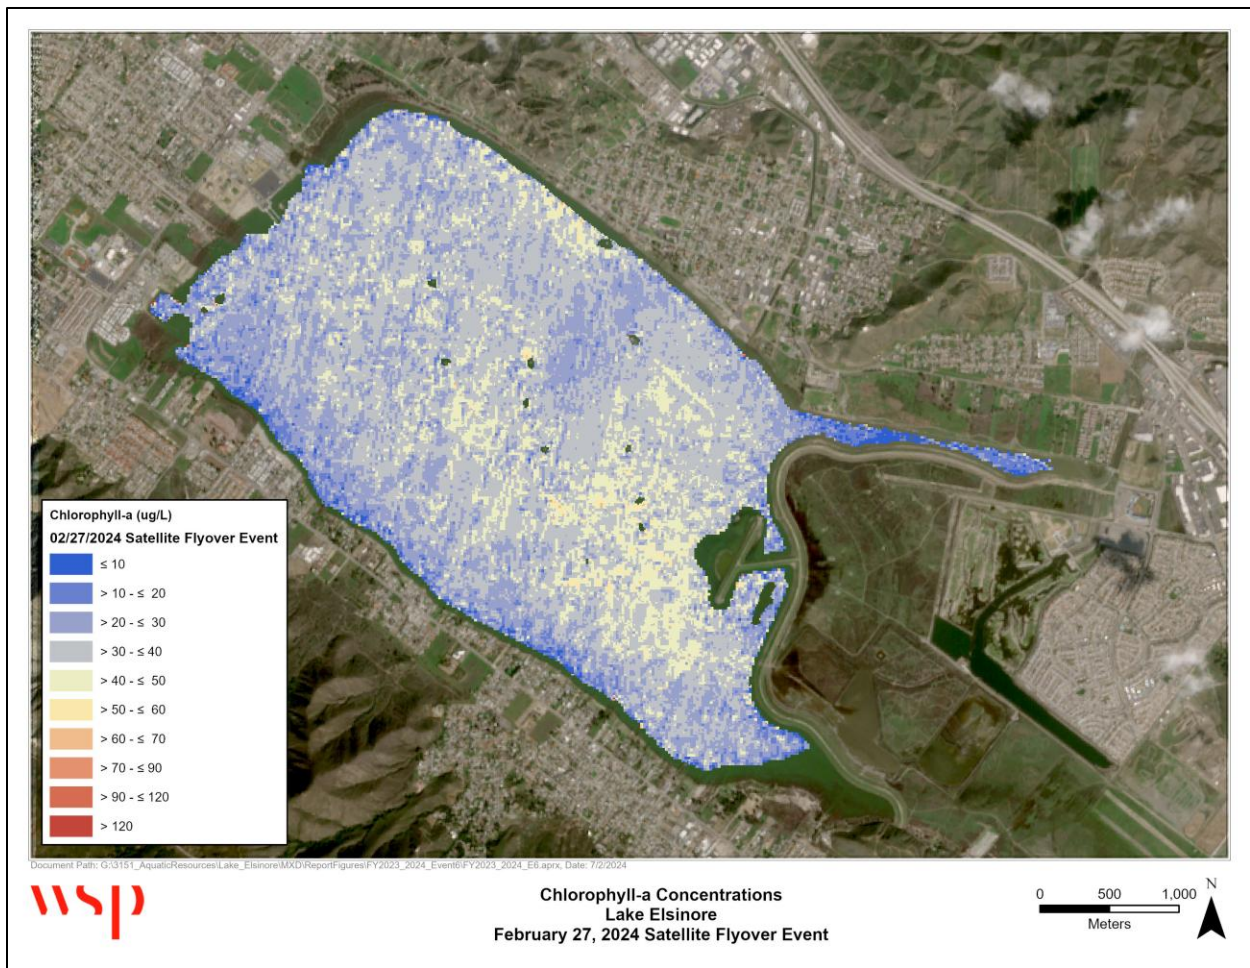 Chlorophyll-a (ug/L)
02/27/2024 Satellite Flyover Event
≤ 10
> 10 - ≤ 20
> 20 - ≤ 30
> 30 - ≤ 40
> 40 - ≤ 50
> 50 - ≤ 60
> 60 - ≤ 70
> 70 - ≤ 90
> 90 - ≤ 120
> 120
Document Path: G:\3151_AquaticResources\Lake_Elsinore\MXD\ReportFigures\FY2023_2024_Event6\FY2023_2024_E6.aprx, Date: 7/2/2024
wsp
Chlorophyll-a Concentrations
Lake Elsinore
February 27, 2024 Satellite Flyover Event
0 500 1,000
Meters
N